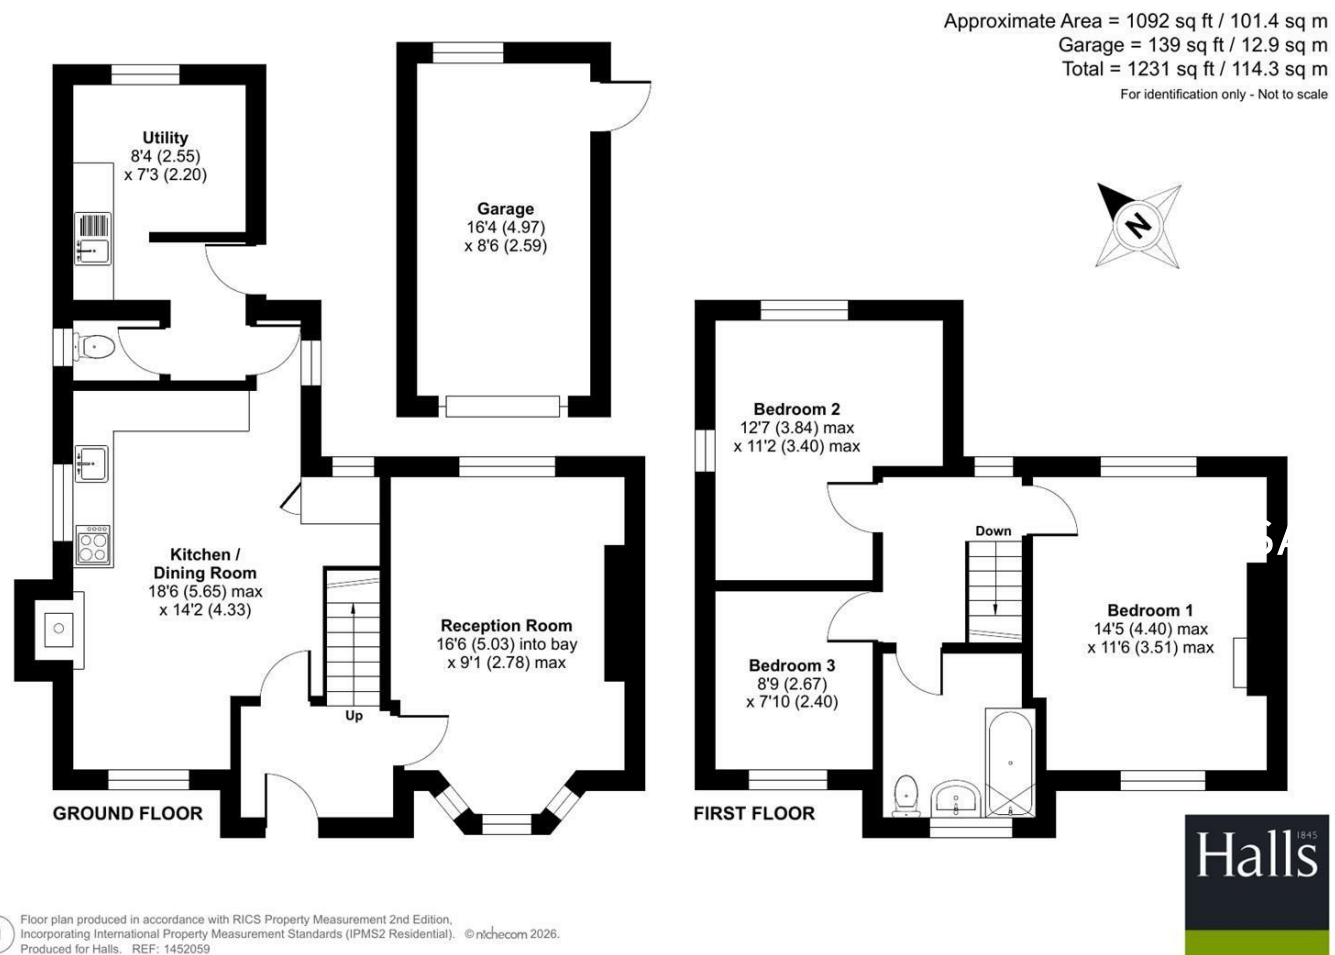 Approximate Area = 1092 sq ft / 101.4 sq m
Garage = 139 sq ft / 12.9 sq m
Total = 1231 sq ft / 114.3 sq m
For identification only - Not to scale
N
Utility
8'4 (2.55)
x 7'3 (2.20)
Garage
16'4 (4.97)
x 8'6 (2.59)
Kitchen /
Dining Room
18'6 (5.65) max
x 14'2 (4.33)
Reception Room
16'6 (5.03) into bay
x 9'1 (2.78) max
Up
GROUND FLOOR
Bedroom 2
12'7 (3.84) max
x 11'2 (3.40) max
Down
Bedroom 1
14'5 (4.40) max
x 11'6 (3.51) max
Bedroom 3
8'9 (2.67)
x 7'10 (2.40)
FIRST FLOOR
Halls
1845
Floor plan produced in accordance with RICS Property Measurement 2nd Edition,
Incorporating International Property Measurement Standards (IPMS2 Residential). © nichecom 2026.
Produced for Halls. REF: 1452059